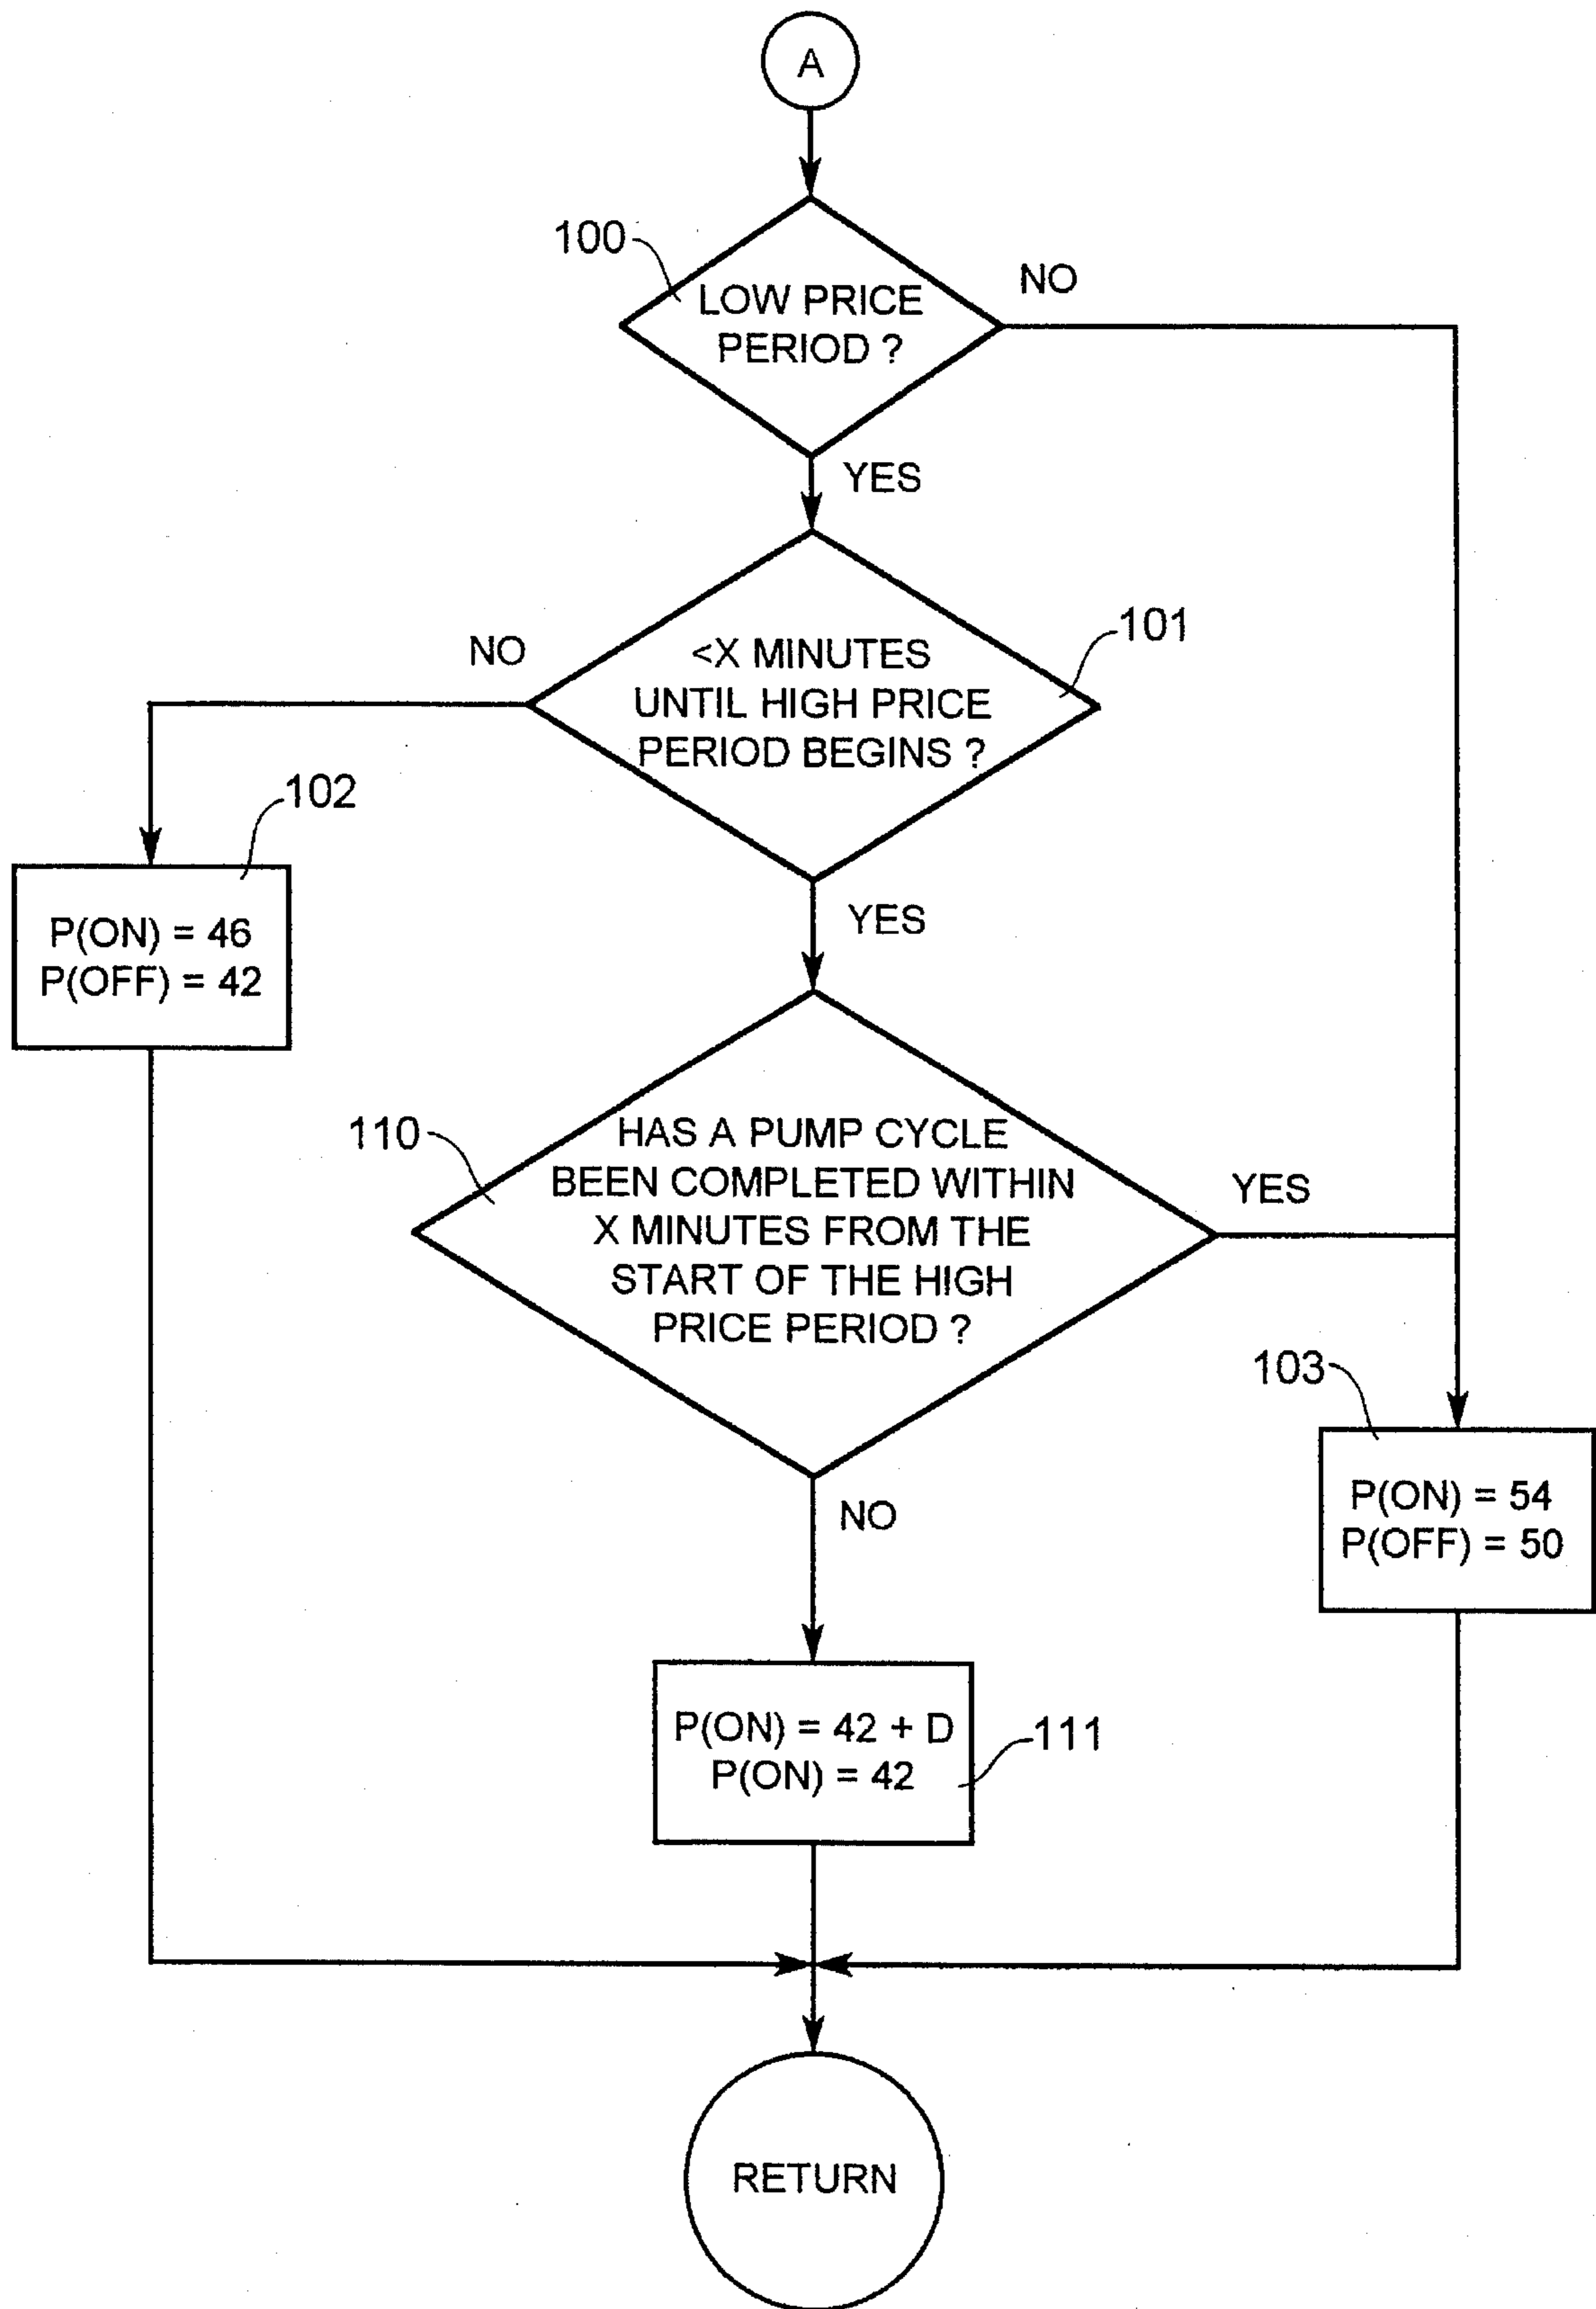 A
100
LOW PRICE
PERIOD ?
NO
YES
101
<X MINUTES
UNTIL HIGH PRICE
PERIOD BEGINS ?
NO
102
P(ON) = 46
P(OFF) = 42
YES
110
HAS A PUMP CYCLE
BEEN COMPLETED WITHIN
X MINUTES FROM THE
START OF THE HIGH
PRICE PERIOD ?
YES
103
P(ON) = 54
P(OFF) = 50
NO
P(ON) = 42 + D
P(ON) = 42
111
RETURN